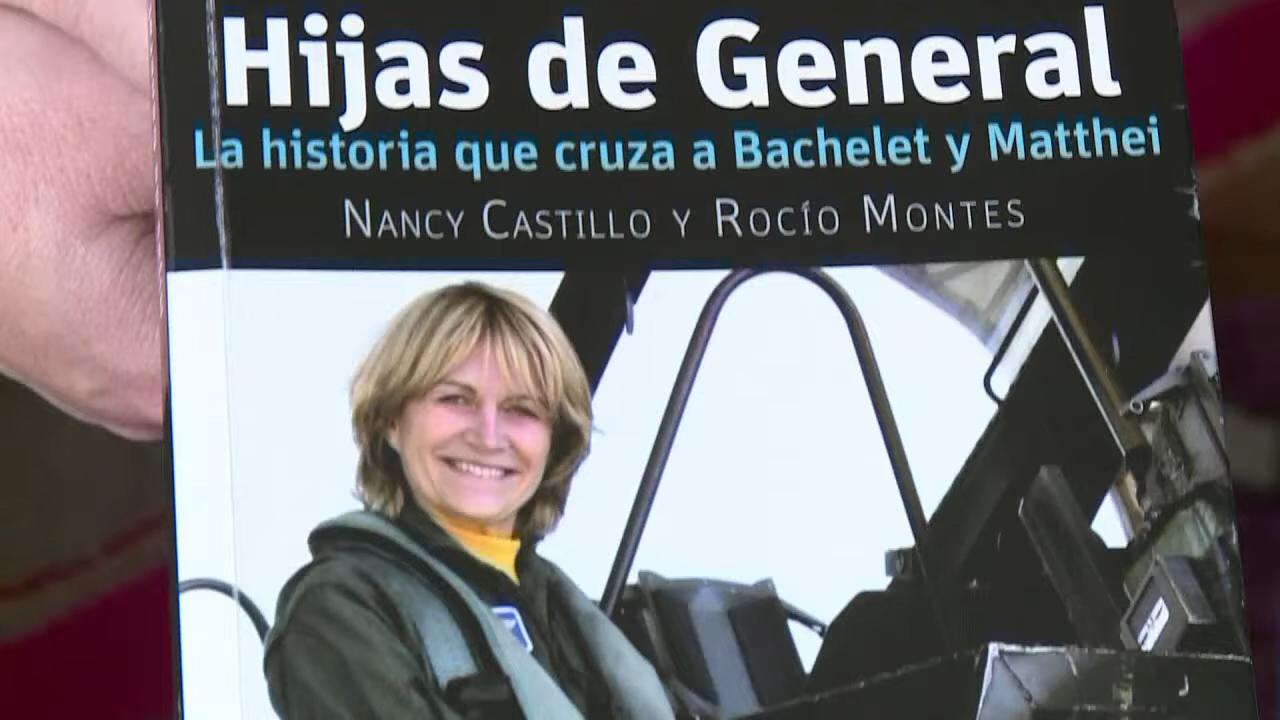 Hijas de General
La historia que cruza a Bachelet y Matthei
NANCY CASTILLO Y ROCÍO MONTES